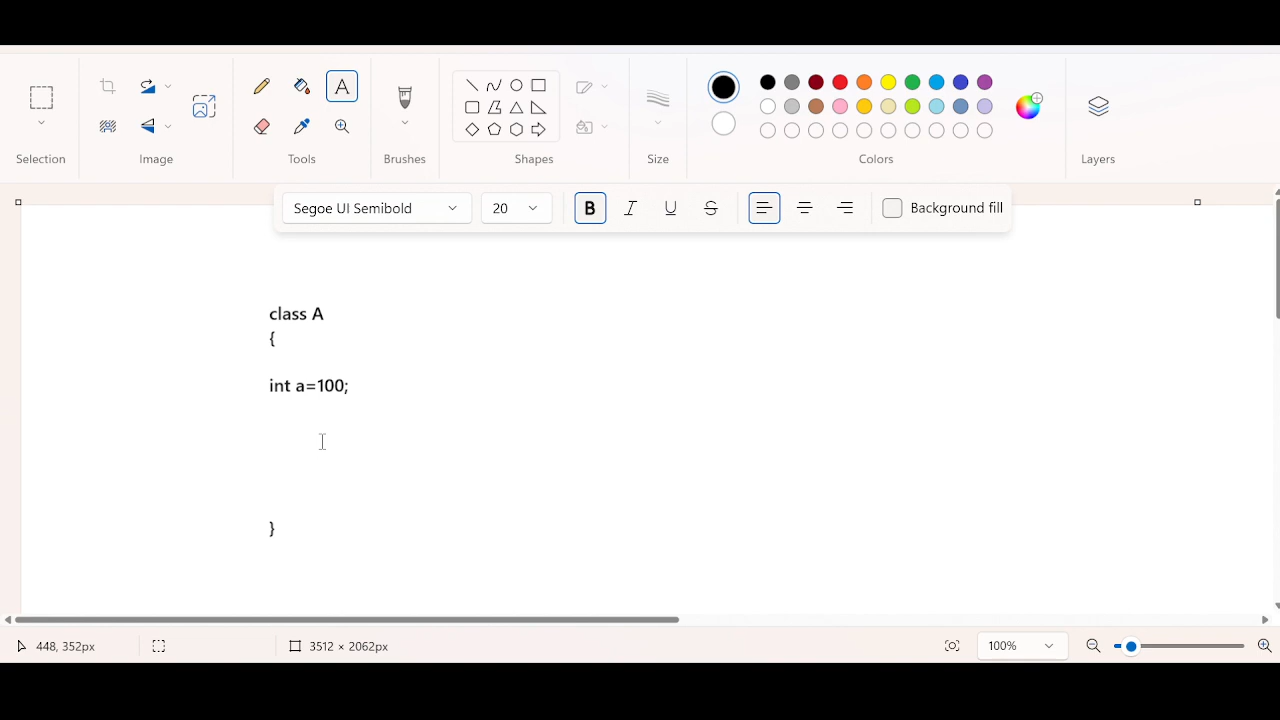 Selection
Image
Tools
Brushes
Shapes
Size
Colors
Layers
Segoe UI Semibold
20
B
I
U
S
Background fill
A
class A
{
int a=100;
}
448, 352px
3512 × 2062px
100%